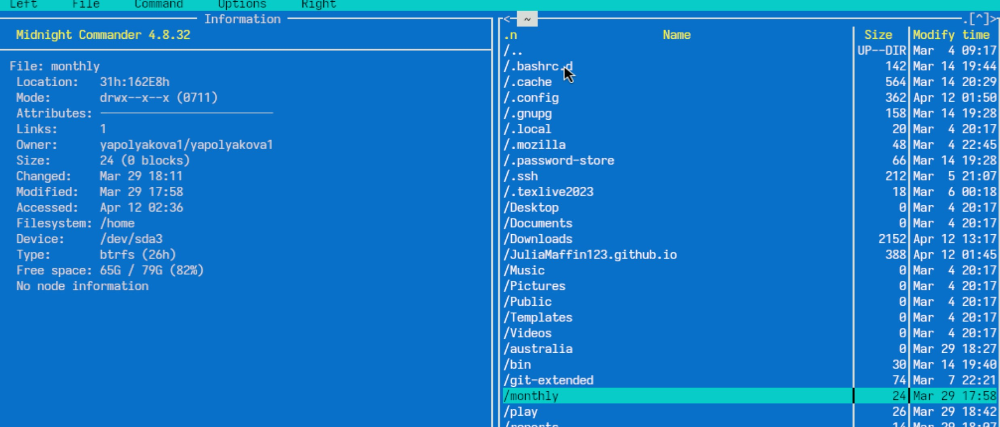 Left File Command Options Right
Information
Midnight Commander 4.8.32
File: monthly
Location: 31h:162E8h
Mode: drwx--x--x (0711)
Attributes: -------------------------
Links: 1
Owner: yapolyakova1/yapolyakova1
Size: 24 (0 blocks)
Changed: Mar 29 18:11
Modified: Mar 29 17:58
Accessed: Apr 12 02:36
Filesystem: /home
Device: /dev/sda3
Type: btrfs (26h)
Free space: 65G / 79G (82%)
No node information
< ~ .[^]>
.n Name Size Modify time
/.. UP--DIR Mar 4 09:17
/.bashrc.d 142 Mar 14 19:44
/.cache 564 Mar 14 20:29
/.config 362 Apr 12 01:50
/.gnupg 158 Mar 14 19:28
/.local 20 Mar 4 20:17
/.mozilla 48 Mar 4 22:45
/.password-store 66 Mar 14 19:28
/.ssh 212 Mar 5 21:07
/.texlive2023 18 Mar 6 00:18
/Desktop 0 Mar 4 20:17
/Documents 0 Mar 4 20:17
/Downloads 2152 Apr 12 13:17
/JuliaMaffin123.github.io 388 Apr 12 01:45
/Music 0 Mar 4 20:17
/Pictures 0 Mar 4 20:17
/Public 0 Mar 4 20:17
/Templates 0 Mar 4 20:17
/Videos 0 Mar 4 20:17
/australia 0 Mar 29 18:27
/bin 30 Mar 14 19:40
/git-extended 74 Mar 7 22:21
/monthly 24 Mar 29 17:58
/play 26 Mar 29 18:42
/reports 14 Mar 29 18:07